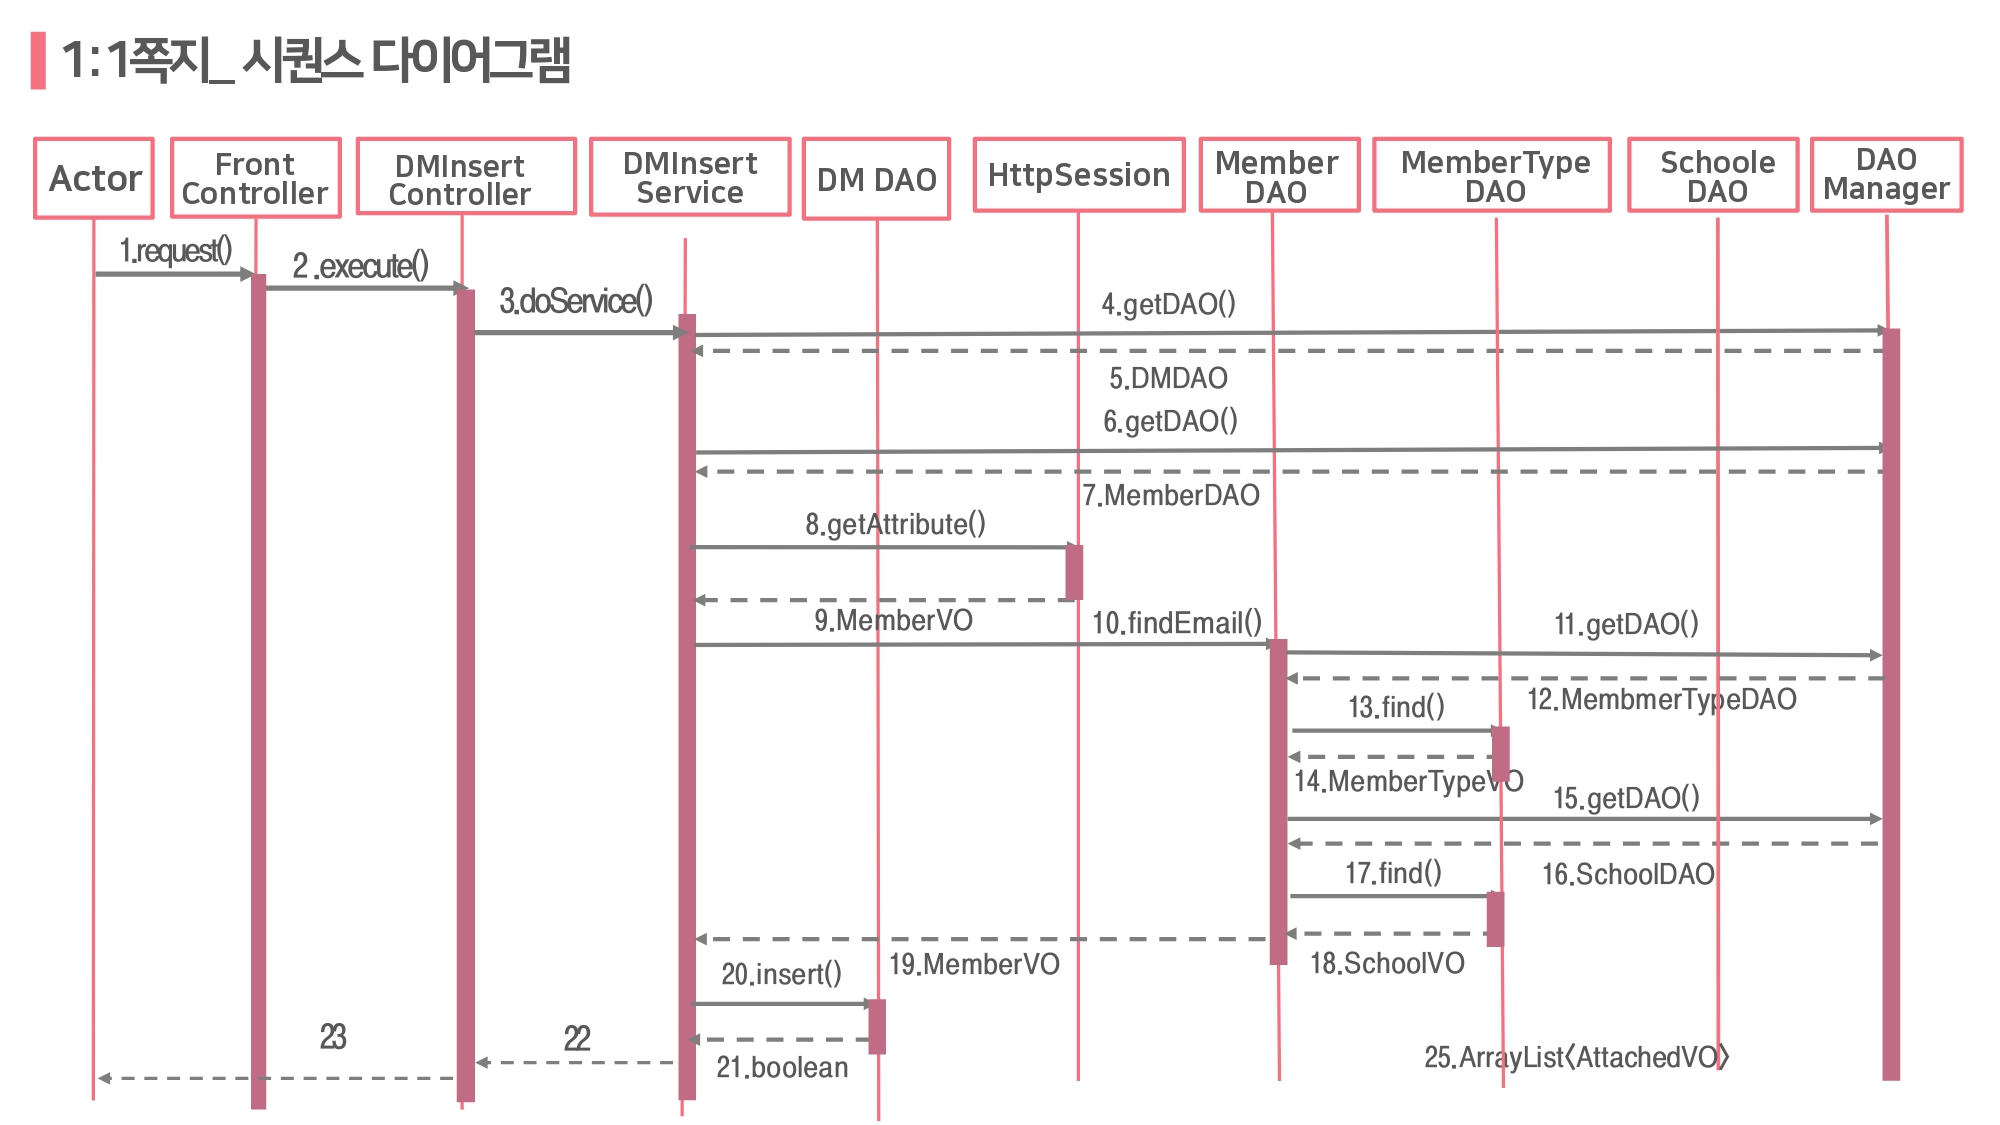 1:1쪽지_ 시퀀스 다이어그램
Actor
Front
Controller
DMInsert
Controller
DMInsert
Service
DM DAO
HttpSession
Member
DAO
MemberType
DAO
Schoole
DAO
DAO
Manager
1.request()
2 .execute()
3.doService()
4.getDAO()
5.DMDAO
6.getDAO()
7.MemberDAO
8.getAttribute()
9.MemberVO
10.findEmail()
11.getDAO()
12.MembmerTypeDAO
13.find()
14.MemberTypeVO
15.getDAO()
16.SchoolDAO
17.find()
18.SchoolVO
19.MemberVO
20.insert()
21.boolean
22
23
25.ArrayList<AttachedVO>